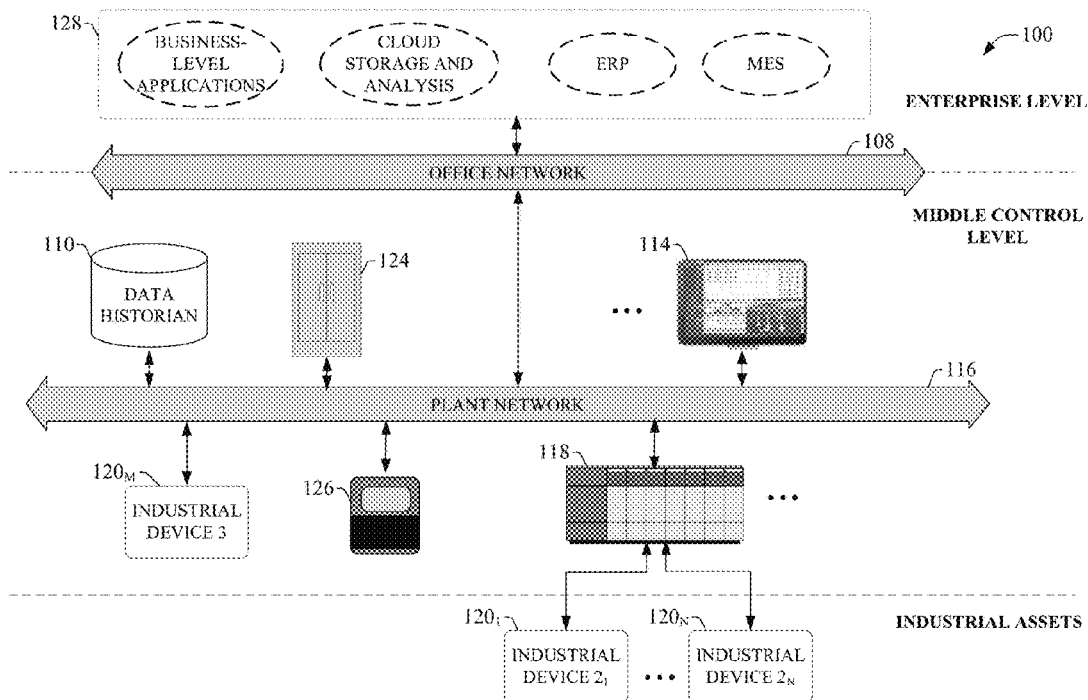 128
BUSINESS-
LEVEL
APPLICATIONS
CLOUD
STORAGE AND
ANALYSIS
ERP
MES
100
ENTERPRISE LEVEL
108
OFFICE NETWORK
MIDDLE CONTROL
LEVEL
110
DATA
HISTORIAN
124
• • •
114
116
PLANT NETWORK
120M
INDUSTRIAL
DEVICE 3
126
118
• • •
INDUSTRIAL ASSETS
1201
INDUSTRIAL
DEVICE 21
• • •
120N
INDUSTRIAL
DEVICE 2N